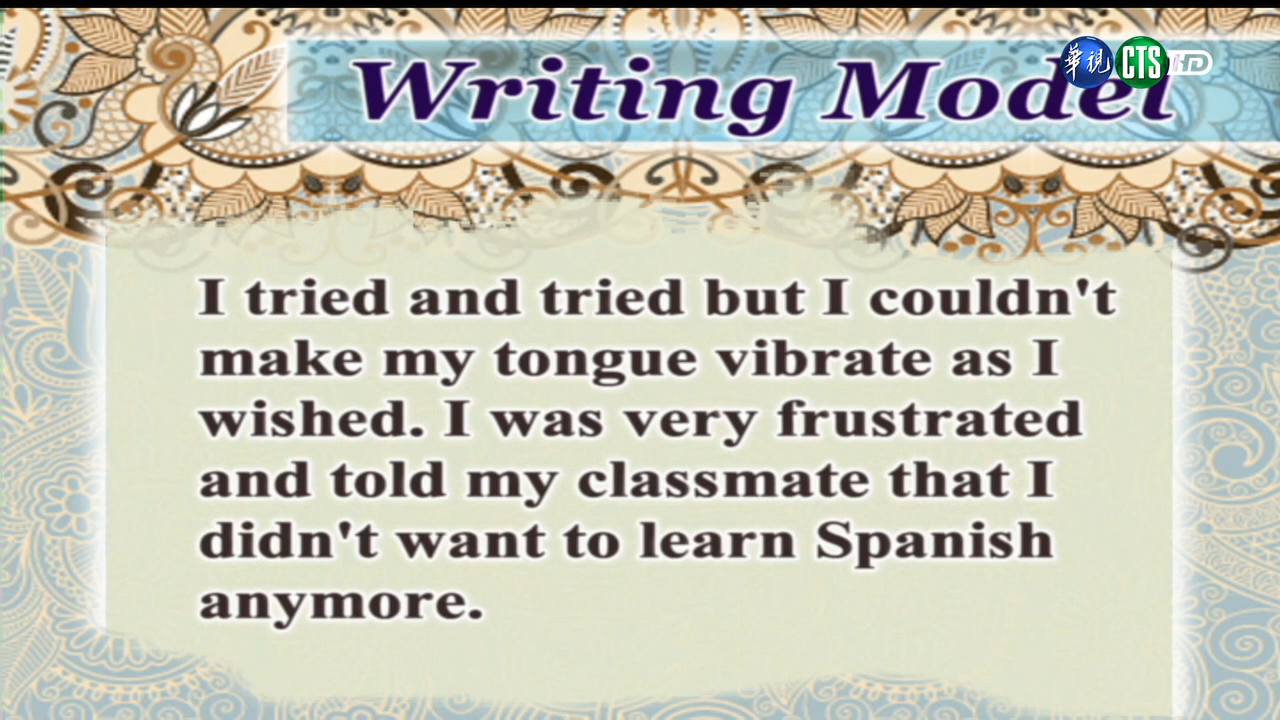 Writing Model
華視 CTS HD
I tried and tried but I couldn't
make my tongue vibrate as I
wished. I was very frustrated
and told my classmate that I
didn't want to learn Spanish
anymore.